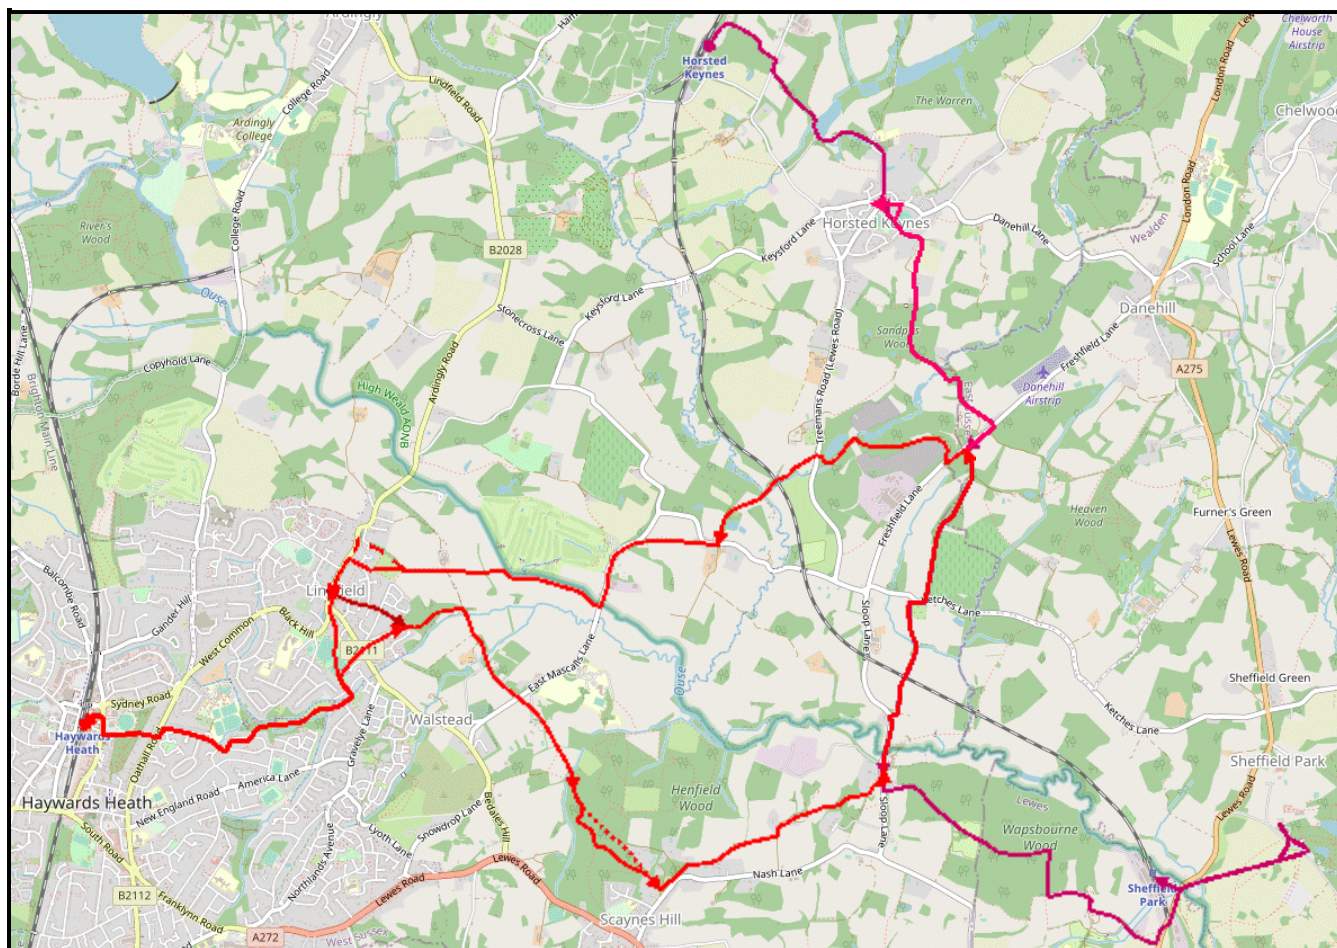 Ardingly
Horsted
Keynes
Lindfield Road
College Road
Ardingly
College
The Warren
London Road
Chelwood
House
Airstrip
River's
Wood
College Road
B2028
Keysford Lane
Horsted Keynes
Danehill Lane
Wealden
London Road
School Lane
Ouse
Stonecross Lane
Keysford Lane
Danehill
Borde Hill Lane
Copyhold Lane
Ardingly Road
Treemans Road (Lewes Road)
Freshfield Lane
A275
Brighton Main Line
High Weald AONB
Danehill
Airstrip
Freshfield Lane
Heaven
Wood
Furner's Green
Lewes Road
Balcombe Road
Gander Hill
West Common
Black Hill
B2111
Sloop Lane
Ketches Lane
East Mascalls Lane
Ouse
Sydney Road
Haywards
Heath
Oathall Road
Gravelye Lane
Walstead
Ketches Lane
Sheffield Green
Sheffield Park
Haywards Heath
New England Road
America Lane
Lyoth Lane
Snowdrop Lane
Bedales Hill
Henfield
Wood
Sloop Lane
Lewes
Wapsbourne
Wood
Lewes Road
South Road
Northlands Avenue
Lewes Road
Nash Lane
Sheffield
Park
B2112
Franklynn Road
A272
Lewes Road
Scaynes Hill
West Sussex